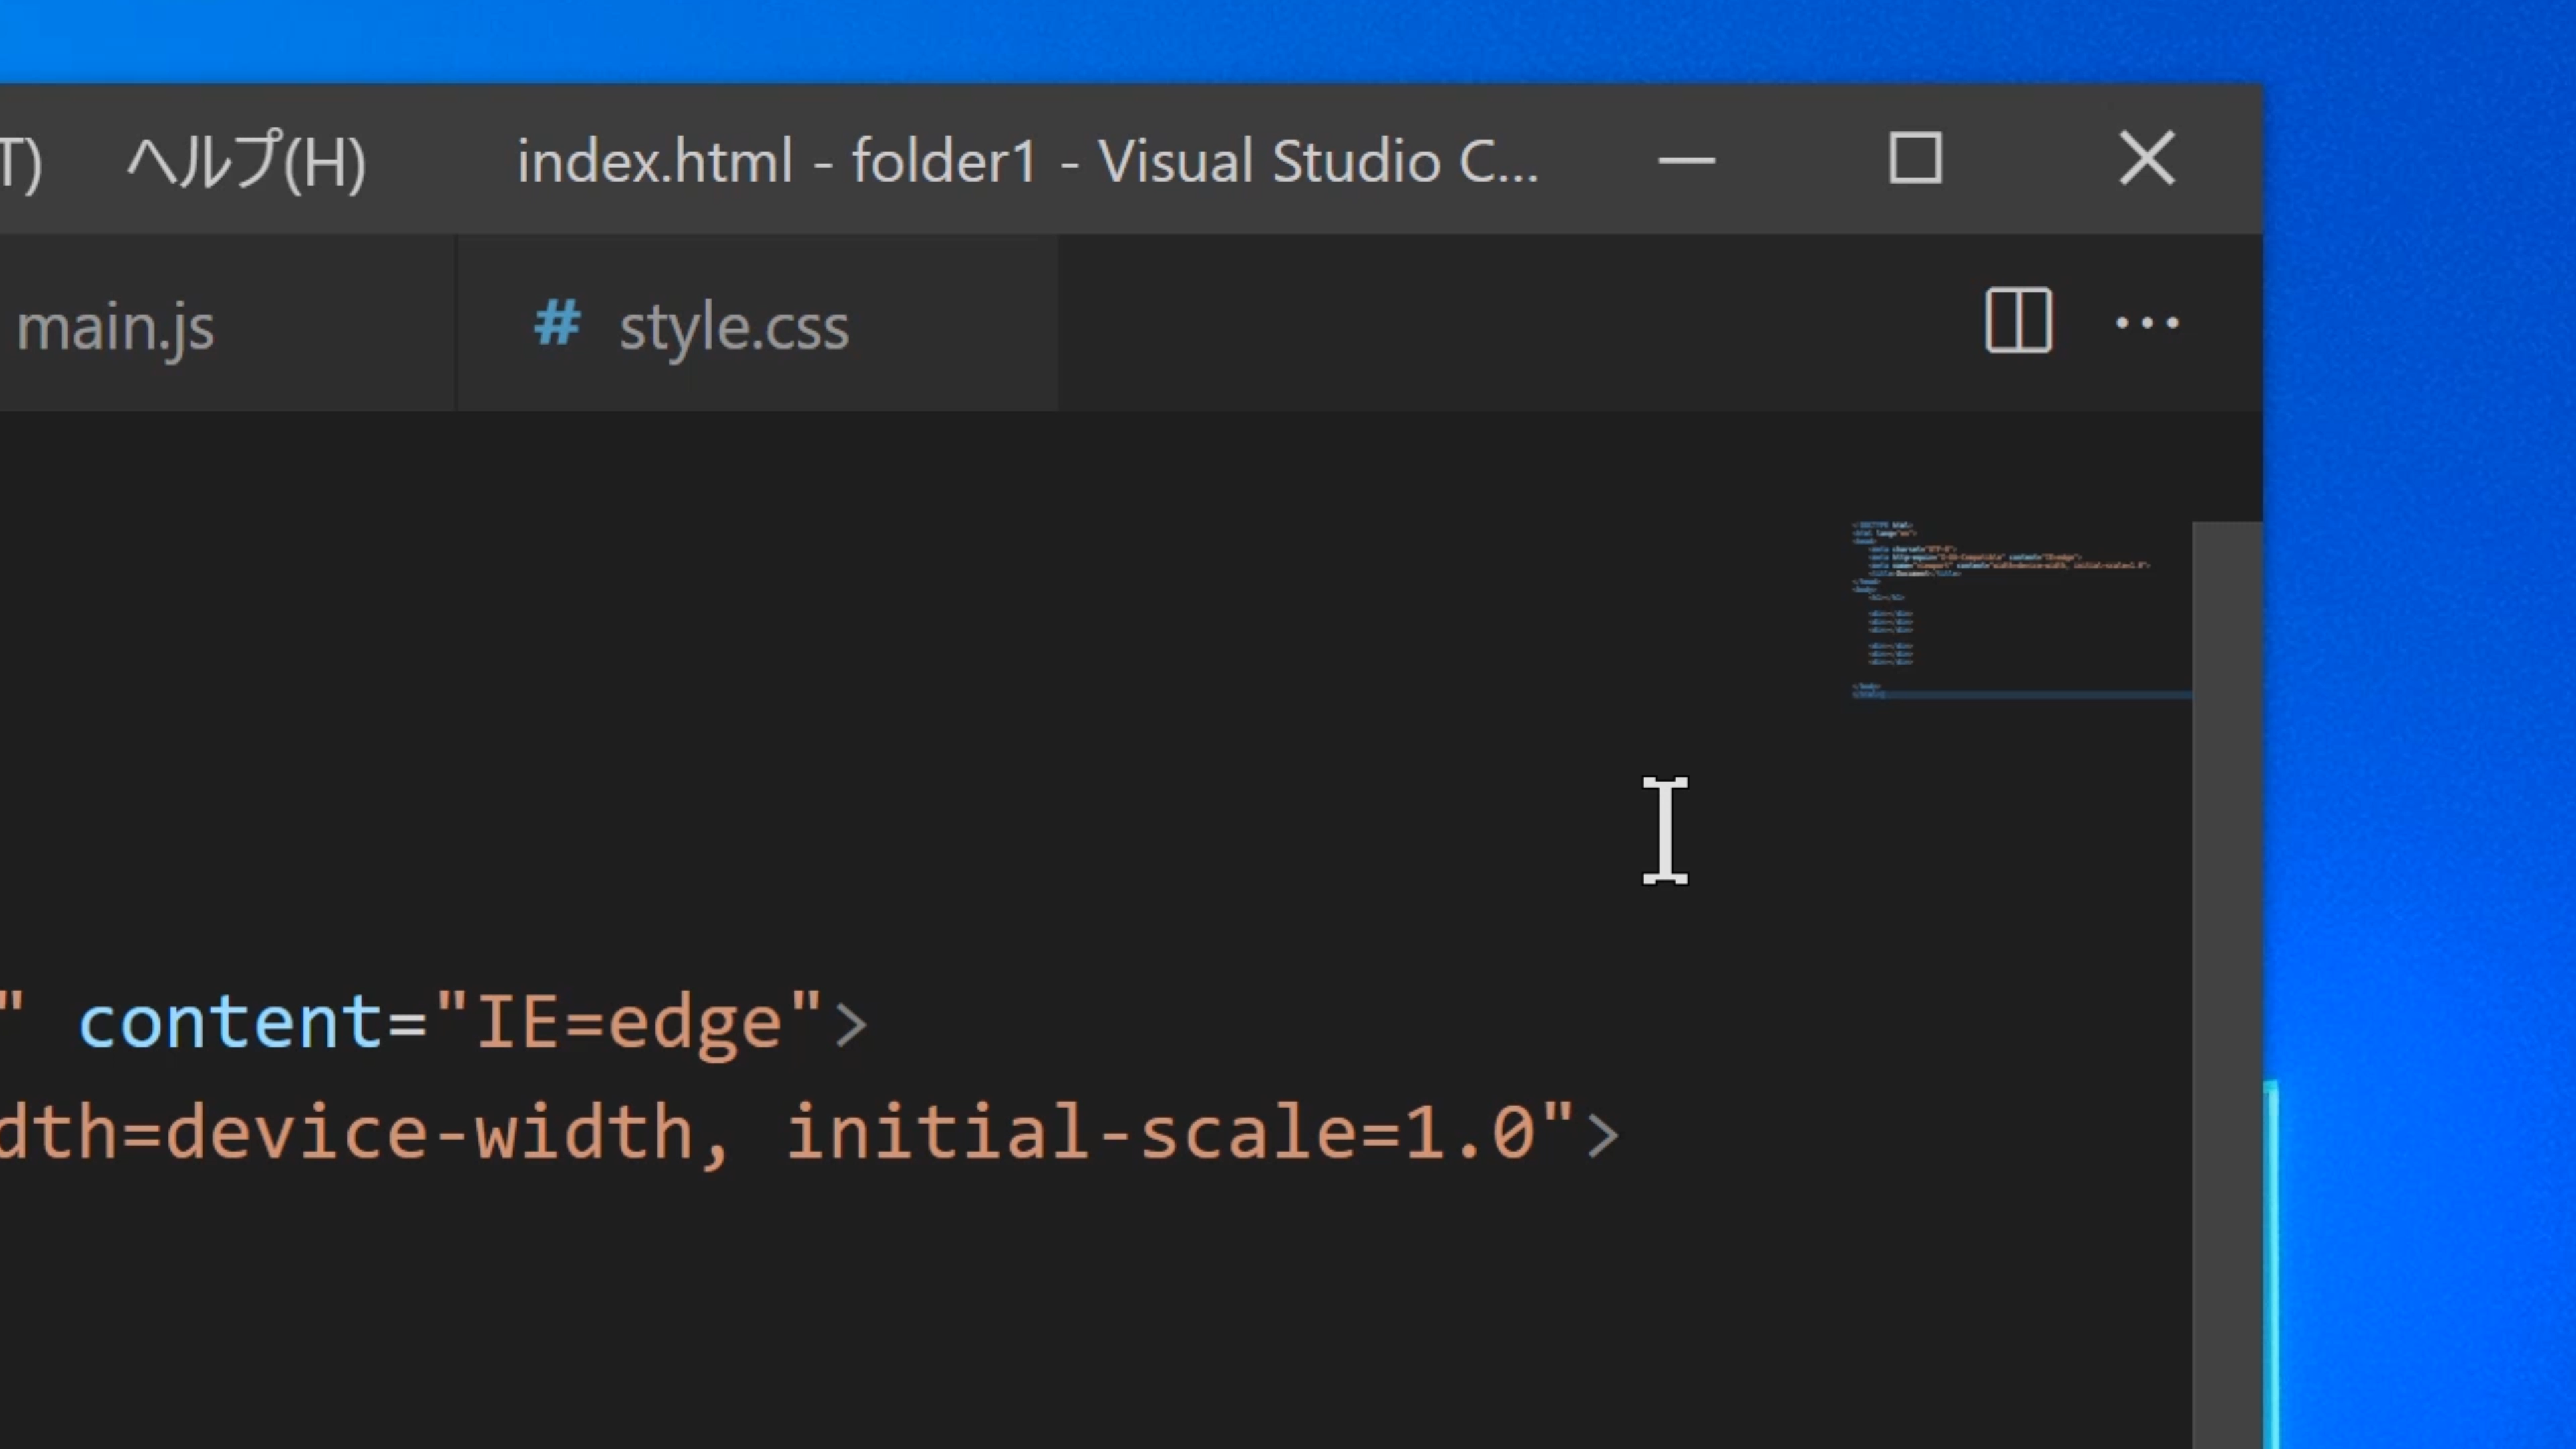 T) ヘルプ(H) index.html - folder1 - Visual Studio C...
main.js # style.css
" content="IE=edge">
dth=device-width, initial-scale=1.0">